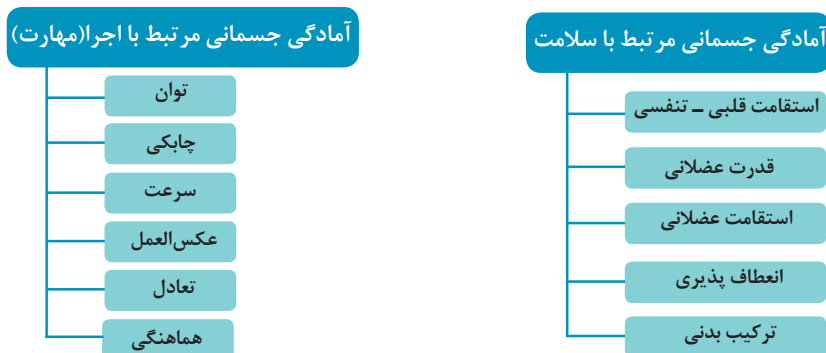 آمادگی جسمانی مرتبط با سلامت
استقامت قلبی ــ تنفسی
قدرت عضلانی
استقامت عضلانی
انعطاف پذیری
ترکیب بدنی
آمادگی جسمانی مرتبط با اجرا(مهارت)
توان
چابکی
سرعت
عکس‌العمل
تعادل
هماهنگی